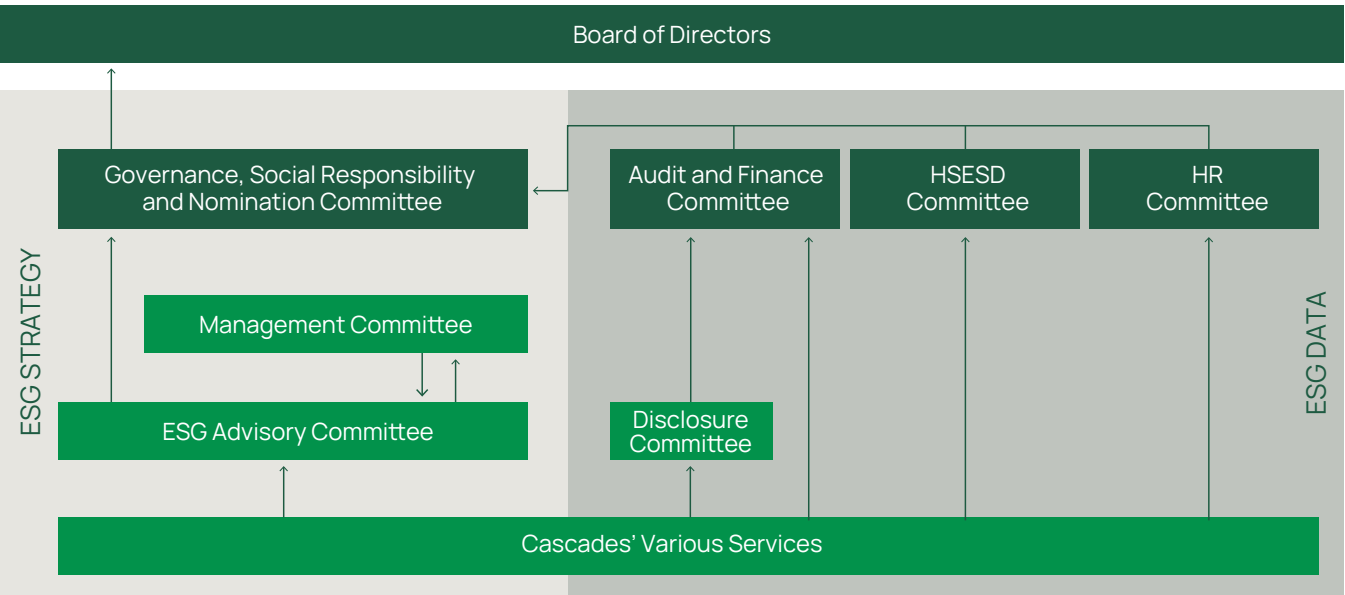 Board of Directors
Governance, Social Responsibility
and Nomination Committee
Audit and Finance
Committee
HSESD
Committee
HR
Committee
ESG STRATEGY
Management Committee
ESG DATA
ESG Advisory Committee
Disclosure
Committee
Cascades’ Various Services